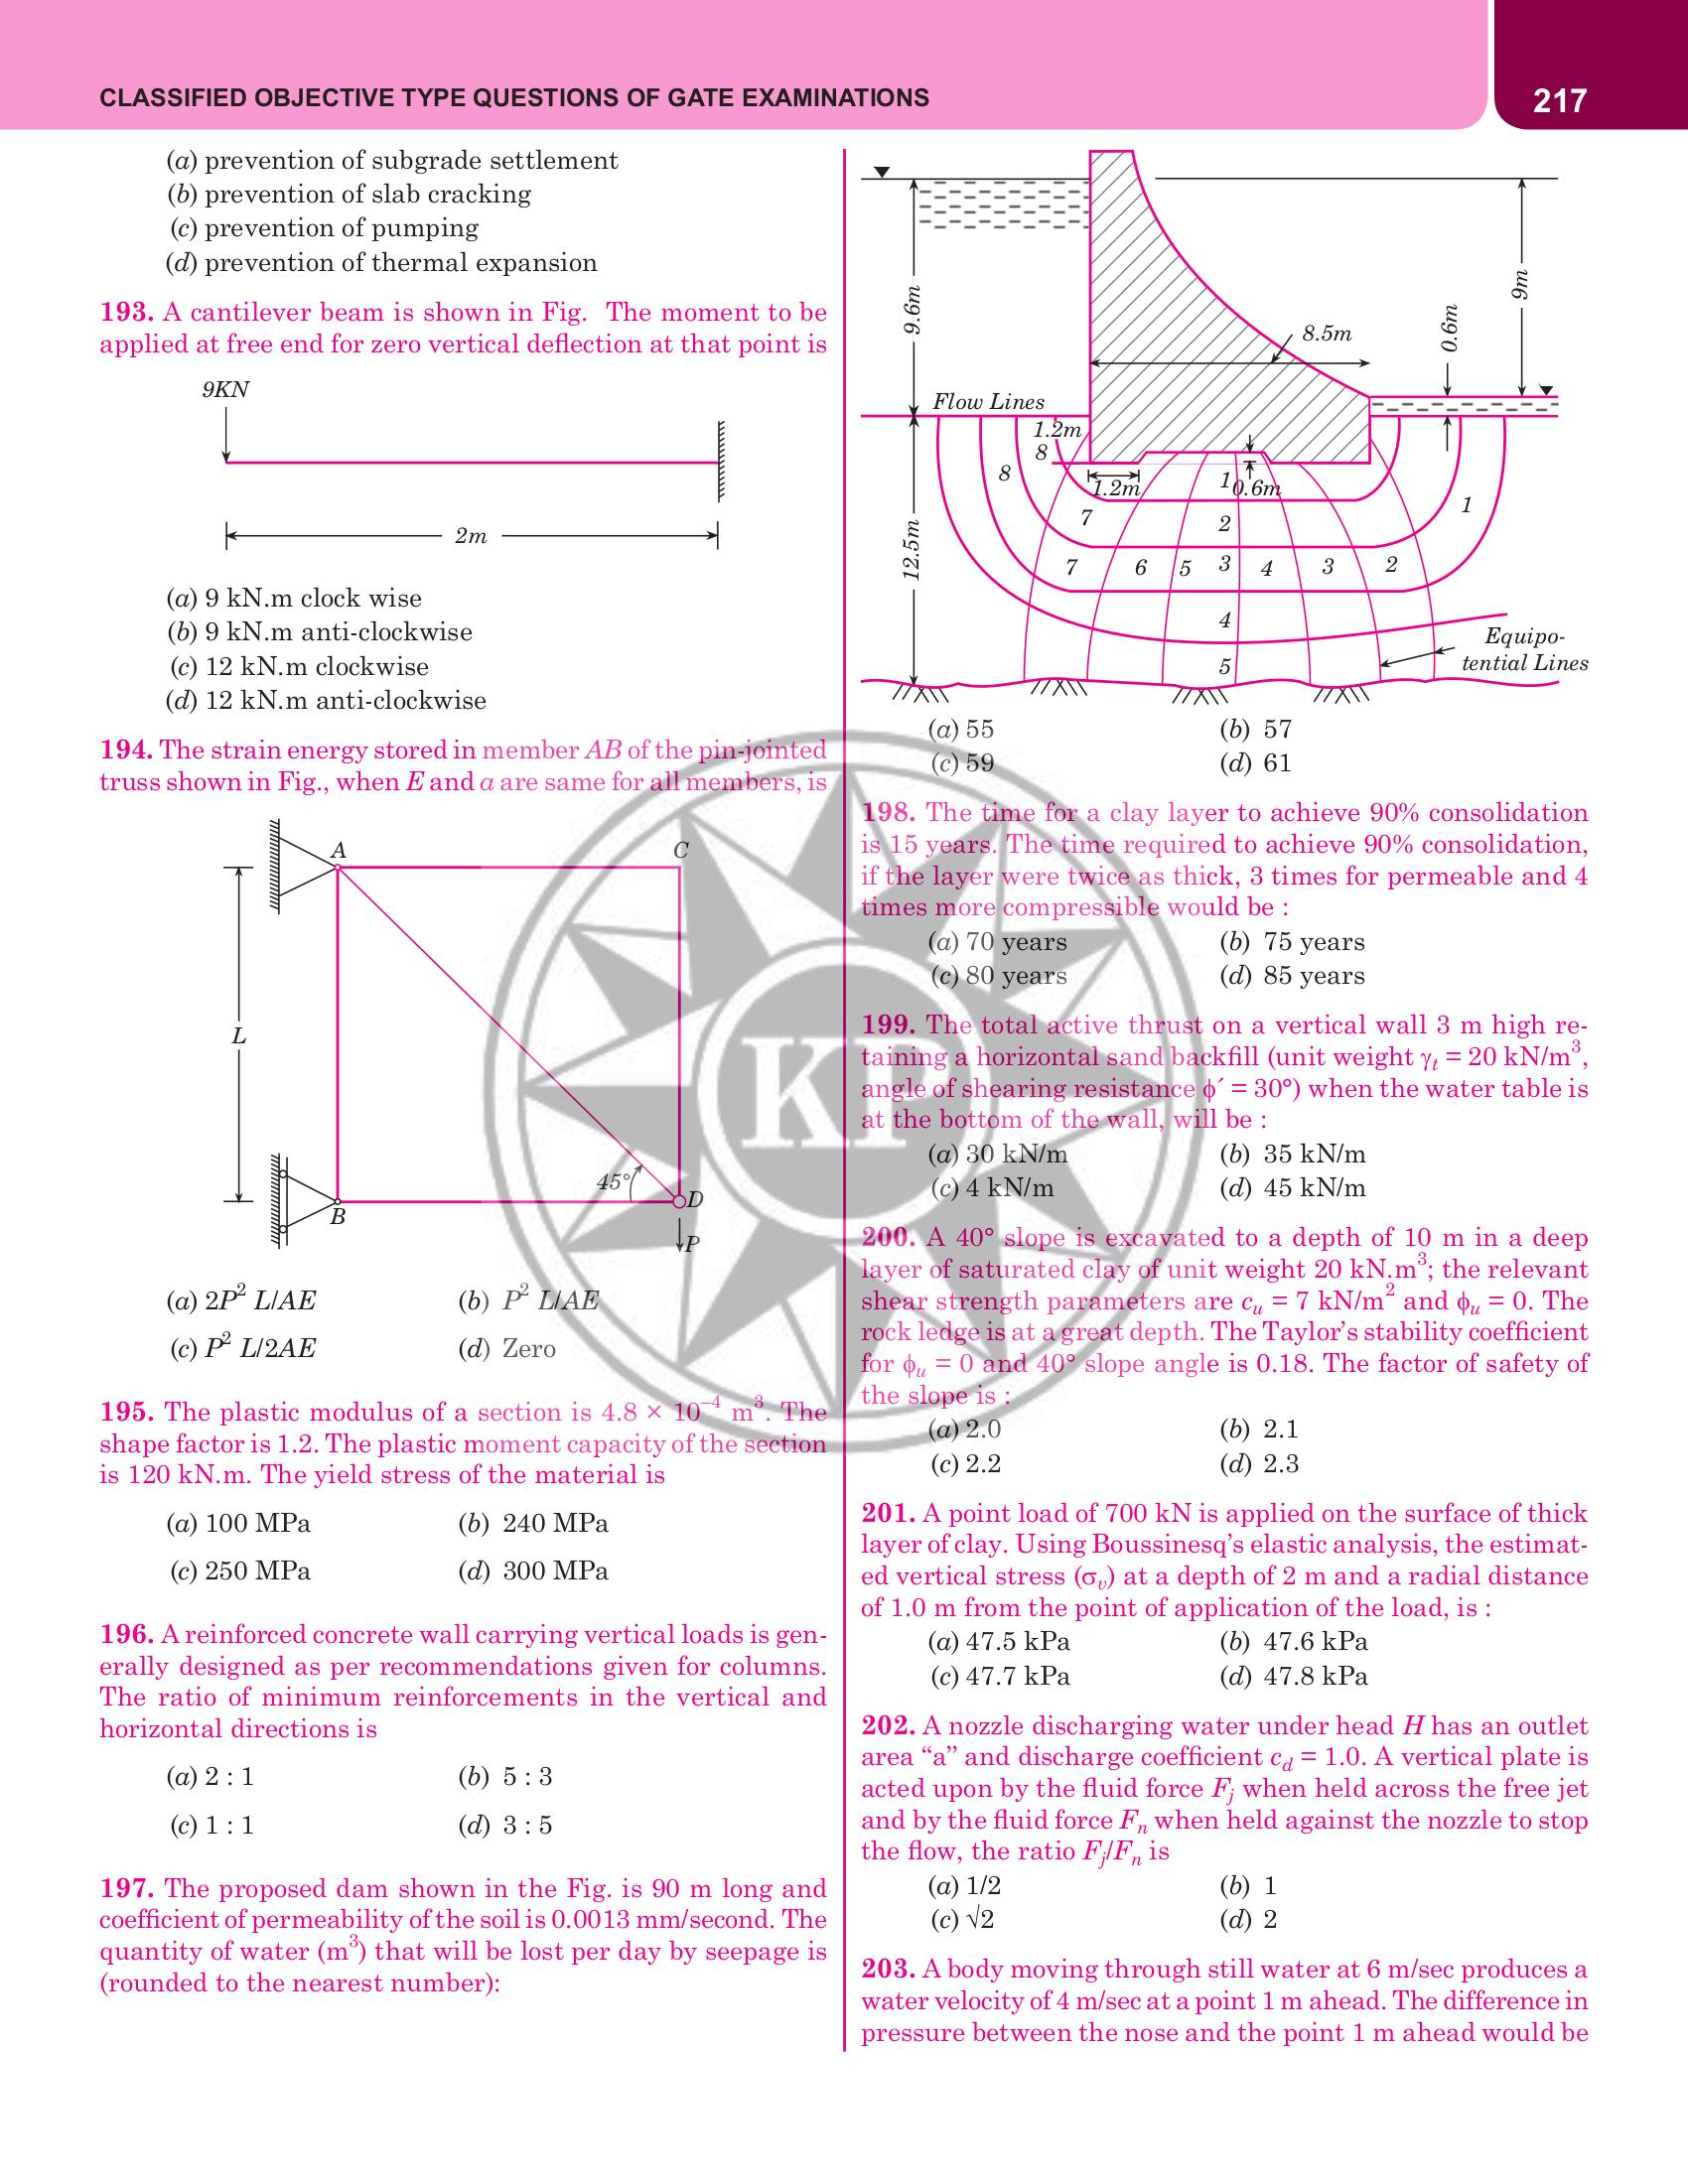 CLASSIFIED OBJECTIVE TYPE QUESTIONS OF GATE EXAMINATIONS
217
(a) prevention of subgrade settlement
(b) prevention of slab cracking
(c) prevention of pumping
(d) prevention of thermal expansion
193. A cantilever beam is shown in Fig. The moment to be
applied at free end for zero vertical deflection at that point is
9KN
2m
(a) 9 kN.m clock wise
(b) 9 kN.m anti-clockwise
(c) 12 kN.m clockwise
(d) 12 kN.m anti-clockwise
194. The strain energy stored in member AB of the pin-jointed
truss shown in Fig., when E and a are same for all members, is
A
C
L
45°
B
D
P
(a) 2P² L/AE (b) P² L/AE
(c) P² L/2AE (d) Zero
195. The plastic modulus of a section is 4.8 × 10⁻⁴ m³. The
shape factor is 1.2. The plastic moment capacity of the section
is 120 kN.m. The yield stress of the material is
(a) 100 MPa (b) 240 MPa
(c) 250 MPa (d) 300 MPa
196. A reinforced concrete wall carrying vertical loads is gen-
erally designed as per recommendations given for columns.
The ratio of minimum reinforcements in the vertical and
horizontal directions is
(a) 2 : 1 (b) 5 : 3
(c) 1 : 1 (d) 3 : 5
197. The proposed dam shown in the Fig. is 90 m long and
coefficient of permeability of the soil is 0.0013 mm/second. The
quantity of water (m³) that will be lost per day by seepage is
(rounded to the nearest number):
9.6m
9m
0.6m
8.5m
Flow Lines
1.2m
8
8
1.2m
1
0.6m
1
7
2
12.5m
7 6 5 3 4 3 2
4
Equipo-
tential Lines
5
(a) 55 (b) 57
(c) 59 (d) 61
198. The time for a clay layer to achieve 90% consolidation
is 15 years. The time required to achieve 90% consolidation,
if the layer were twice as thick, 3 times for permeable and 4
times more compressible would be :
(a) 70 years (b) 75 years
(c) 80 years (d) 85 years
199. The total active thrust on a vertical wall 3 m high re-
taining a horizontal sand backfill (unit weight γₜ = 20 kN/m³,
angle of shearing resistance ϕ´ = 30°) when the water table is
at the bottom of the wall, will be :
(a) 30 kN/m (b) 35 kN/m
(c) 4 kN/m (d) 45 kN/m
200. A 40° slope is excavated to a depth of 10 m in a deep
layer of saturated clay of unit weight 20 kN.m³; the relevant
shear strength parameters are cᵤ = 7 kN/m² and ϕᵤ = 0. The
rock ledge is at a great depth. The Taylor's stability coefficient
for ϕᵤ = 0 and 40° slope angle is 0.18. The factor of safety of
the slope is :
(a) 2.0 (b) 2.1
(c) 2.2 (d) 2.3
201. A point load of 700 kN is applied on the surface of thick
layer of clay. Using Boussinesq's elastic analysis, the estimat-
ed vertical stress (σᵥ) at a depth of 2 m and a radial distance
of 1.0 m from the point of application of the load, is :
(a) 47.5 kPa (b) 47.6 kPa
(c) 47.7 kPa (d) 47.8 kPa
202. A nozzle discharging water under head H has an outlet
area “a” and discharge coefficient c_d = 1.0. A vertical plate is
acted upon by the fluid force Fⱼ when held across the free jet
and by the fluid force Fₙ when held against the nozzle to stop
the flow, the ratio Fⱼ/Fₙ is
(a) 1/2 (b) 1
(c) √2 (d) 2
203. A body moving through still water at 6 m/sec produces a
water velocity of 4 m/sec at a point 1 m ahead. The difference in
pressure between the nose and the point 1 m ahead would be
KP